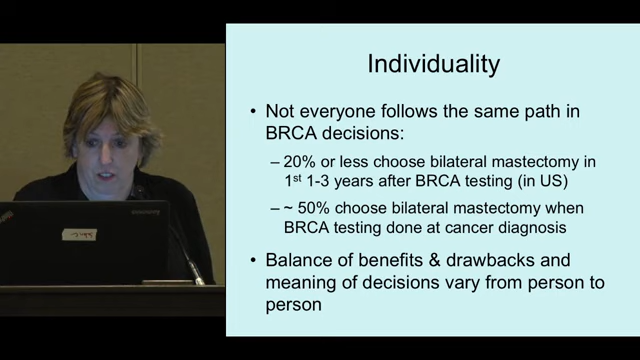 Individuality
• Not everyone follows the same path in
BRCA decisions:
– 20% or less choose bilateral mastectomy in
1st 1-3 years after BRCA testing (in US)
– ~ 50% choose bilateral mastectomy when
BRCA testing done at cancer diagnosis
• Balance of benefits & drawbacks and
meaning of decisions vary from person to
person